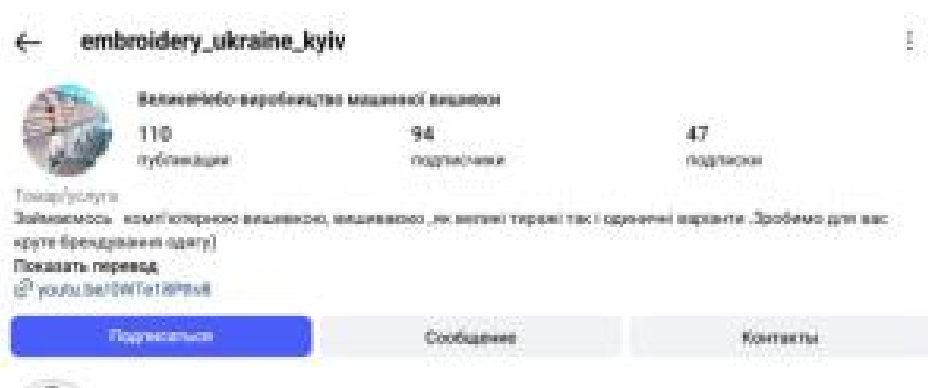 embroidery_ukraine_kyiv
ВеликеНебо-виробництво машинної вишивки
110
94
47
публикации
подписчики
подписки
Товар/услуга
Займаємось комп'ютерною вишивкою, вишиваємо ,як великі тиражі так і одиничні варіанти .Зробимо для вас
круте брендування одягу)
Показать перевод
youtu.be/
Подписаться
Сообщение
Контакты